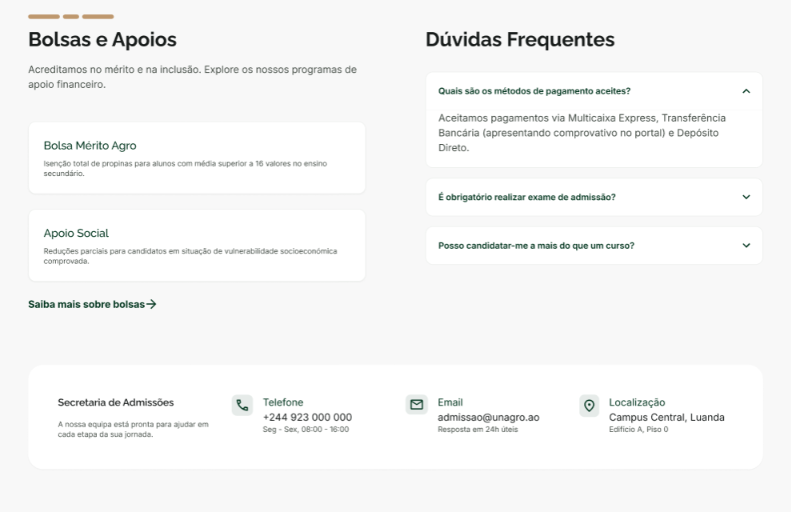 Bolsas e Apoios
Acreditamos no mérito e na inclusão. Explore os nossos programas de
apoio financeiro.
Bolsa Mérito Agro
Isenção total de propinas para alunos com média superior a 16 valores no ensino
secundário.
Apoio Social
Reduções parciais para candidatos em situação de vulnerabilidade socioeconómica
comprovada.
Saiba mais sobre bolsas
Dúvidas Frequentes
Quais são os métodos de pagamento aceites?
Aceitamos pagamentos via Multicaixa Express, Transferência
Bancária (apresentando comprovativo no portal) e Depósito
Direto.
É obrigatório realizar exame de admissão?
Posso candidatar-me a mais do que um curso?
Secretaria de Admissões
A nossa equipa está pronta para ajudar em
cada etapa da sua jornada.
Telefone
+244 923 000 000
Seg - Sex, 08:00 - 16:00
Email
admissao@unagro.ao
Resposta em 24h úteis
Localização
Campus Central, Luanda
Edifício A, Piso 0